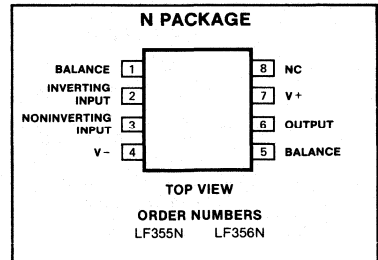 N PACKAGE
BALANCE 1
8 NC
INVERTING
INPUT 2
7 V+
NONINVERTING
INPUT 3
6 OUTPUT
V− 4
5 BALANCE
TOP VIEW
ORDER NUMBERS
LF355N LF356N